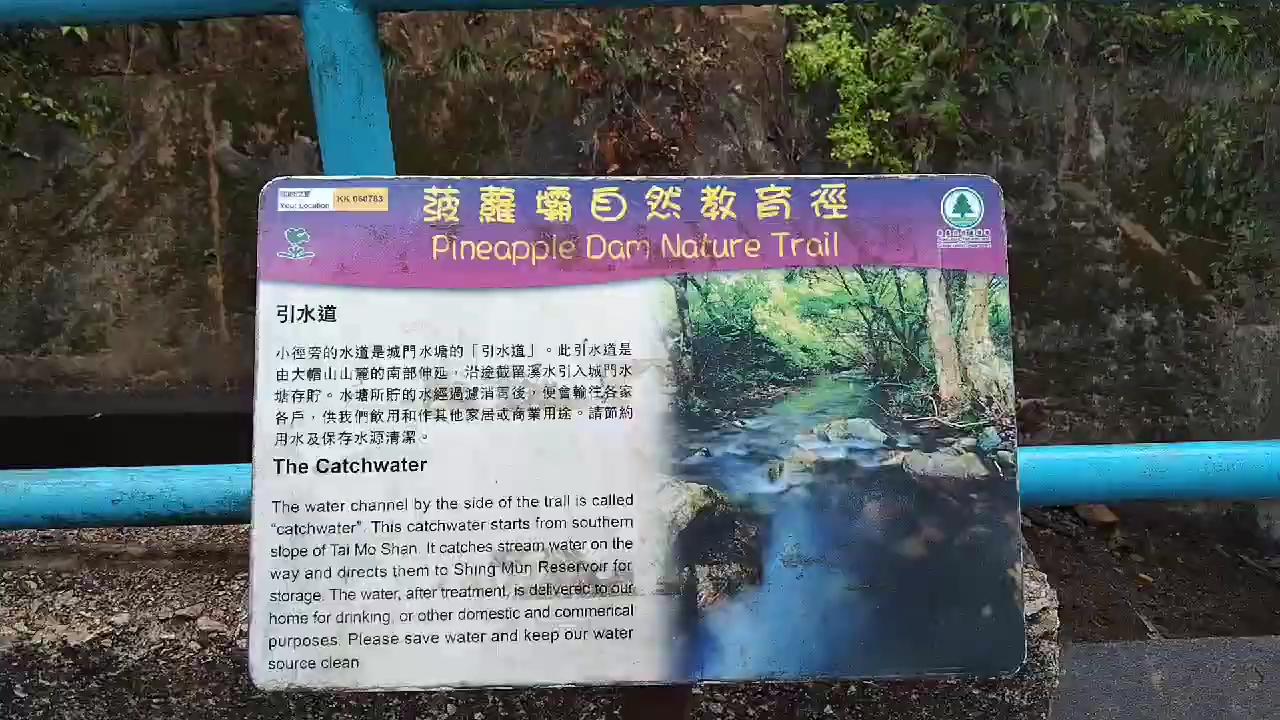 Your Location
KK 060783
菠蘿壩自然教育徑
Pineapple Dam Nature Trail
引水道
小徑旁的水道是城門水塘的「引水道」。此引水道是
由大帽山山麓的南部伸延，沿途截留溪水引入城門水
塘存貯。水塘所貯的水經過濾消毒後，便會輸往各家
各戶，供我們飲用和作其他家居或商業用途。請節約
用水及保存水源清潔。
The Catchwater
The water channel by the side of the trail is called
“catchwater”. This catchwater starts from southern
slope of Tai Mo Shan. It catches stream water on the
way and directs them to Shing Mun Reservoir for
storage. The water, after treatment, is delivered to our
home for drinking, or other domestic and commerical
purposes. Please save water and keep our water
source clean